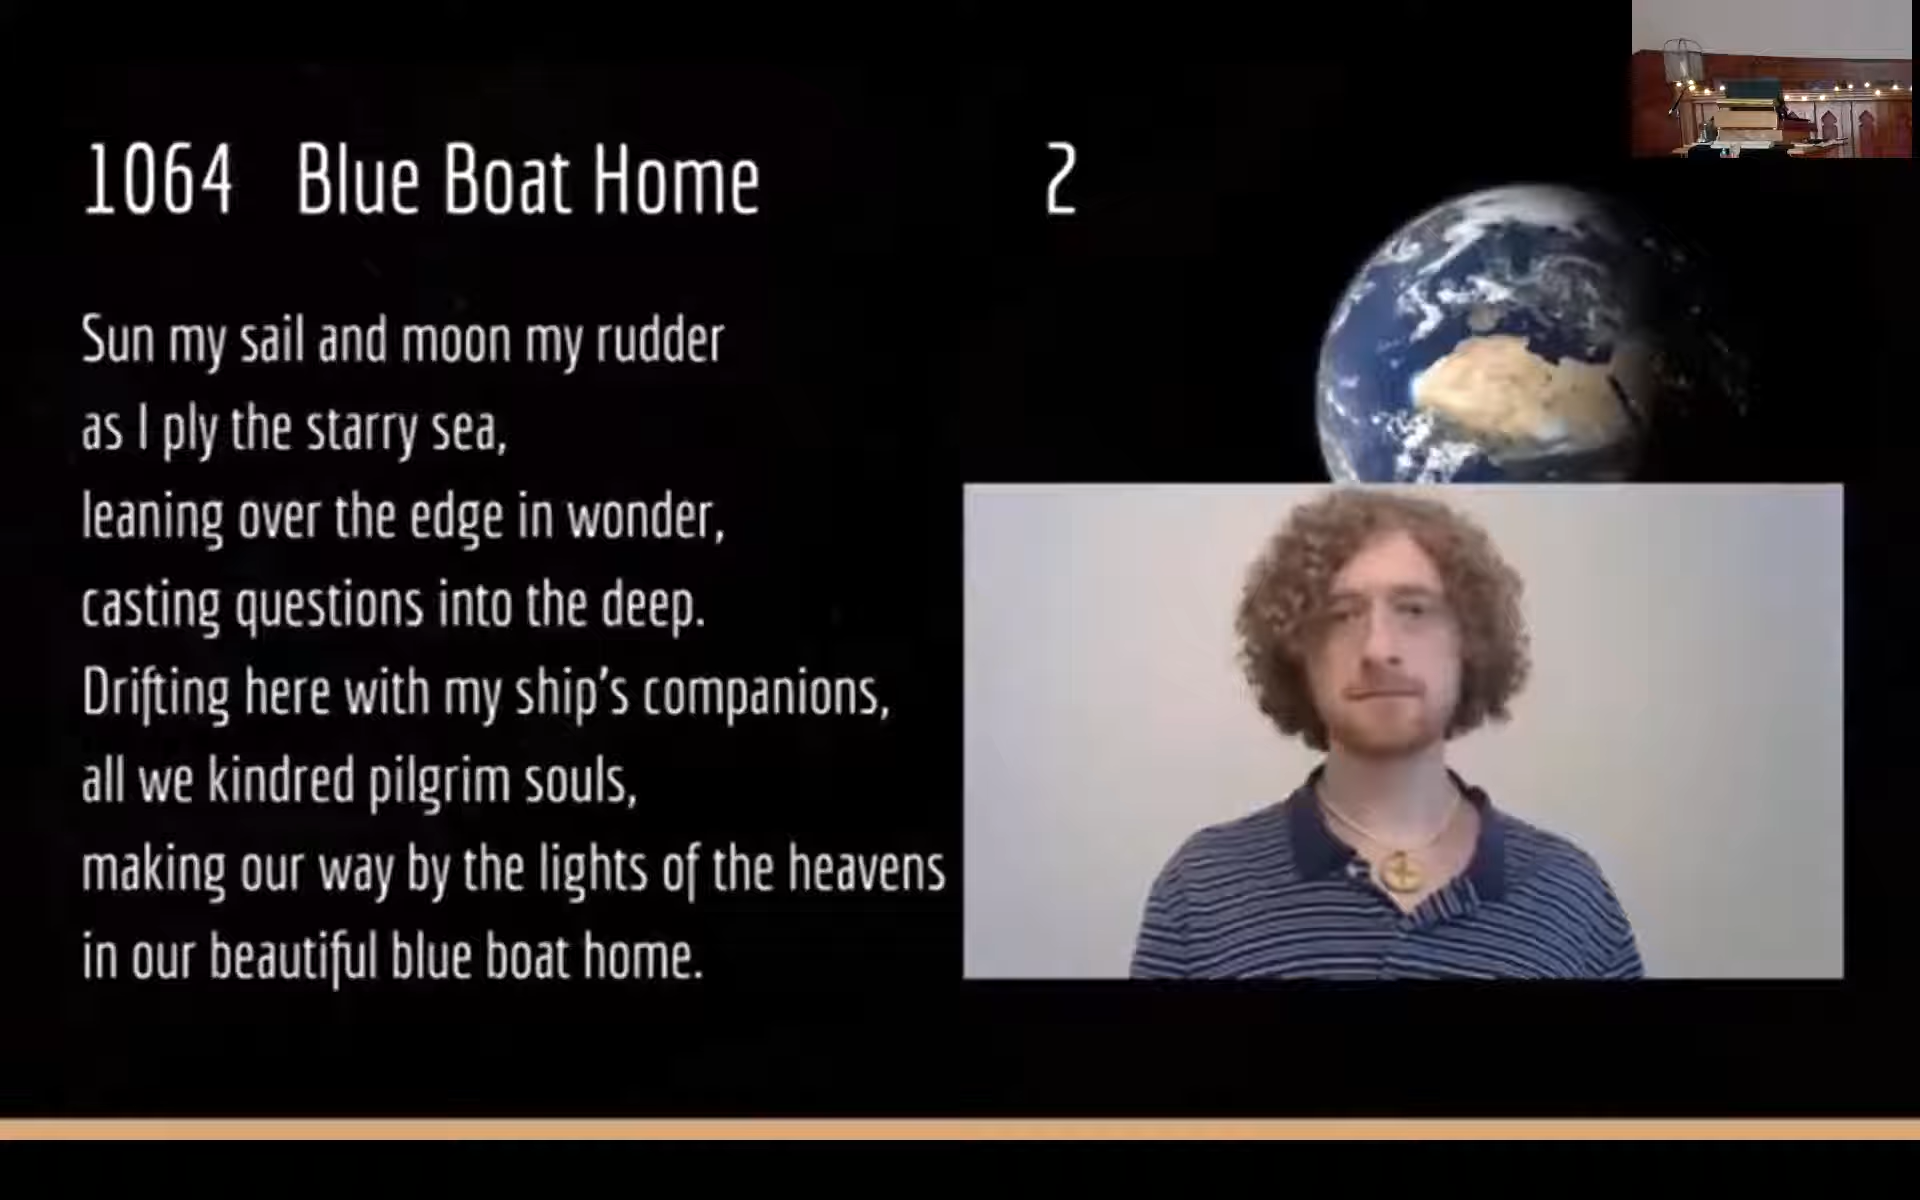 1064 Blue Boat Home 2
Sun my sail and moon my rudder
as I ply the starry sea,
leaning over the edge in wonder,
casting questions into the deep.
Drifting here with my ship's companions,
all we kindred pilgrim souls,
making our way by the lights of the heavens
in our beautiful blue boat home.